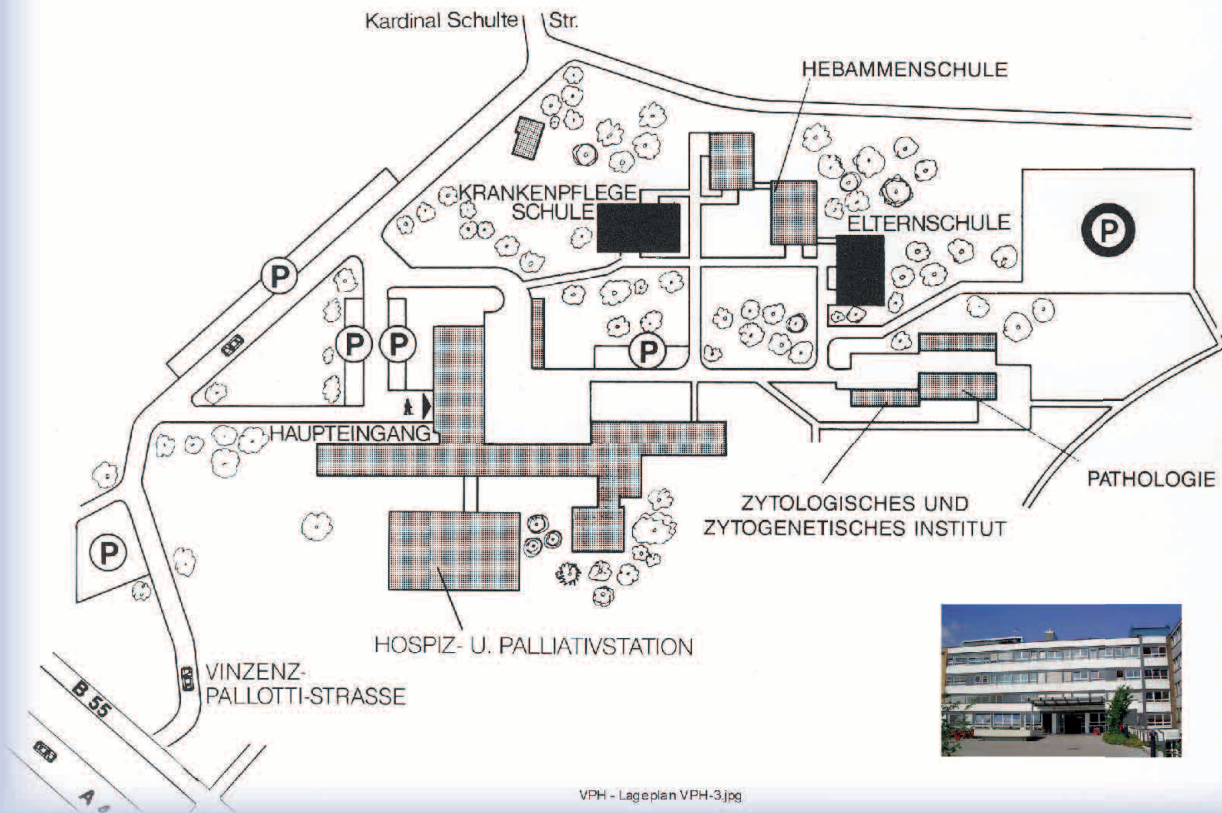 Kardinal Schulte Str.
HEBAMMENSCHULE
KRANKENPFLEGE
SCHULE
ELTERNSCHULE
P
P
P
P
P
HAUPTEINGANG
PATHOLOGIE
ZYTOLOGISCHES UND
ZYTOGENETISCHES INSTITUT
P
HOSPIZ- U. PALLIATIVSTATION
VINZENZ-
PALLOTTI-STRASSE
B 55
A 4
VPH - Lageplan VPH-3.jpg